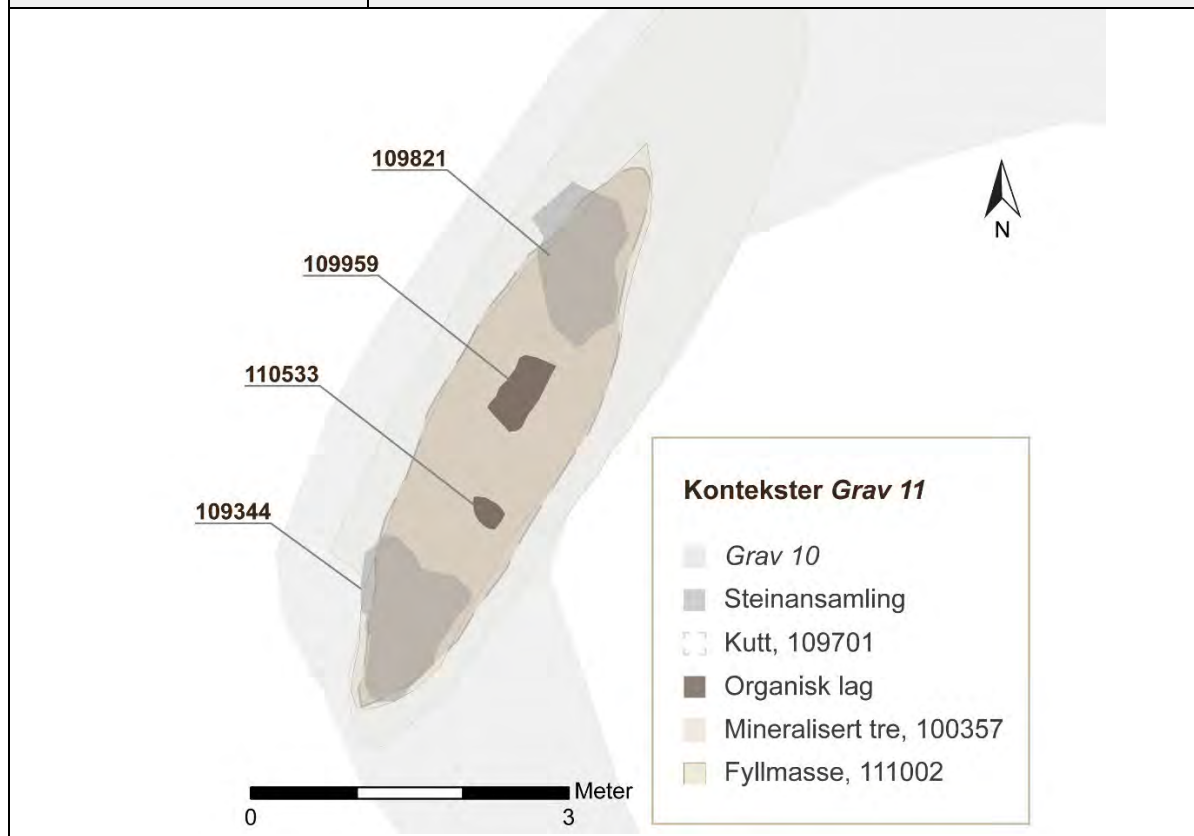 109821
109959
110533
109344
N
Kontekster Grav 11
Grav 10
Steinansamling
Kutt, 109701
Organisk lag
Mineralisert tre, 100357
Fyllmasse, 111002
Meter
0 3